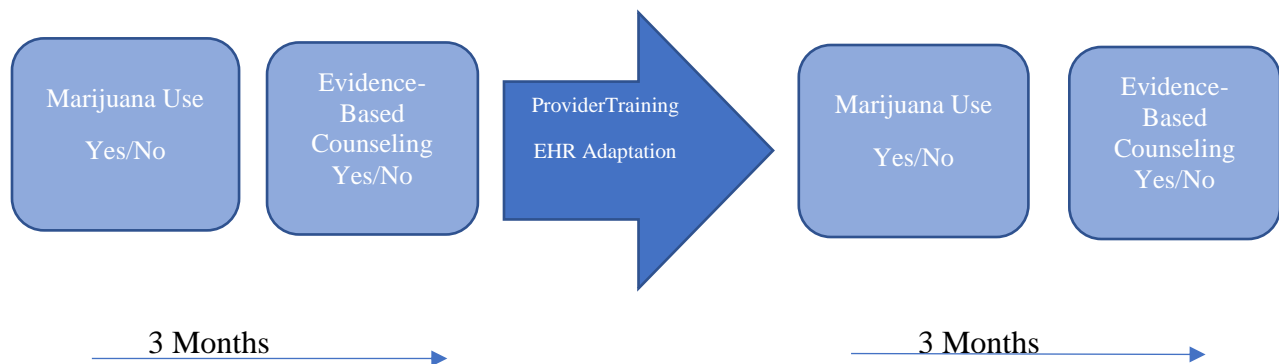 Marijuana Use
Yes/No
Evidence-
Based
Counseling
Yes/No
ProviderTraining
EHR Adaptation
Marijuana Use
Yes/No
Evidence-
Based
Counseling
Yes/No
3 Months
3 Months